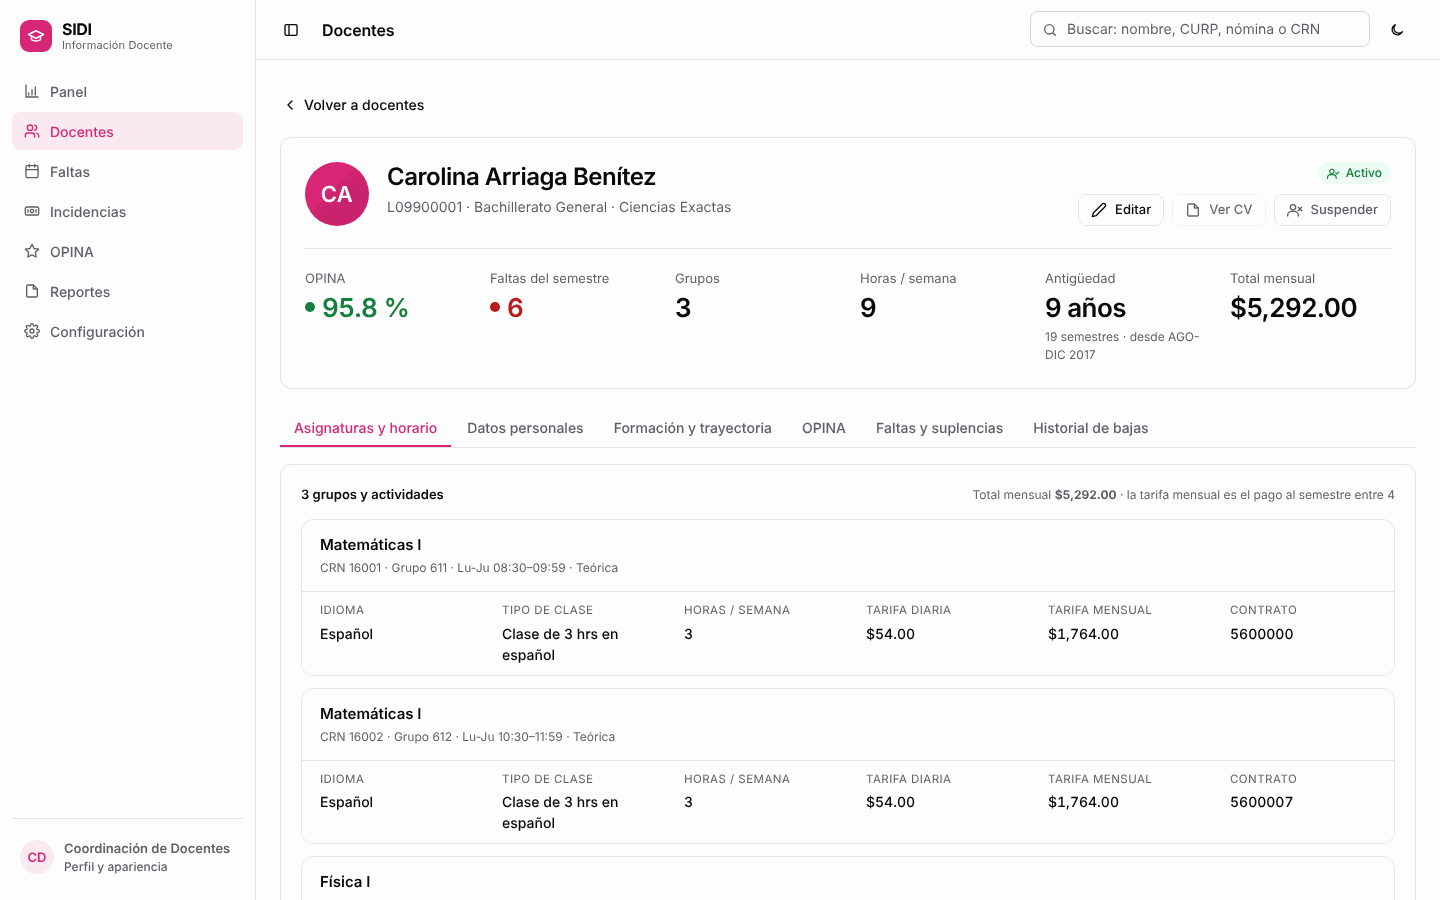 SIDI
Información Docente
Panel
Docentes
Faltas
Incidencias
OPINA
Reportes
Configuración
CD
Coordinación de Docentes
Perfil y apariencia
Docentes
Buscar: nombre, CURP, nómina o CRN
Volver a docentes
CA
Carolina Arriaga Benítez
L09900001 · Bachillerato General · Ciencias Exactas
Activo
Editar
Ver CV
Suspender
OPINA
95.8 %
Faltas del semestre
6
Grupos
3
Horas / semana
9
Antigüedad
9 años
19 semestres · desde AGO-
DIC 2017
Total mensual
$5,292.00
Asignaturas y horario
Datos personales
Formación y trayectoria
OPINA
Faltas y suplencias
Historial de bajas
3 grupos y actividades
Total mensual $5,292.00 · la tarifa mensual es el pago al semestre entre 4
Matemáticas I
CRN 16001 · Grupo 611 · Lu-Ju 08:30–09:59 · Teórica
IDIOMA
Español
TIPO DE CLASE
Clase de 3 hrs en
español
HORAS / SEMANA
3
TARIFA DIARIA
$54.00
TARIFA MENSUAL
$1,764.00
CONTRATO
5600000
Matemáticas I
CRN 16002 · Grupo 612 · Lu-Ju 10:30–11:59 · Teórica
IDIOMA
Español
TIPO DE CLASE
Clase de 3 hrs en
español
HORAS / SEMANA
3
TARIFA DIARIA
$54.00
TARIFA MENSUAL
$1,764.00
CONTRATO
5600007
Física I